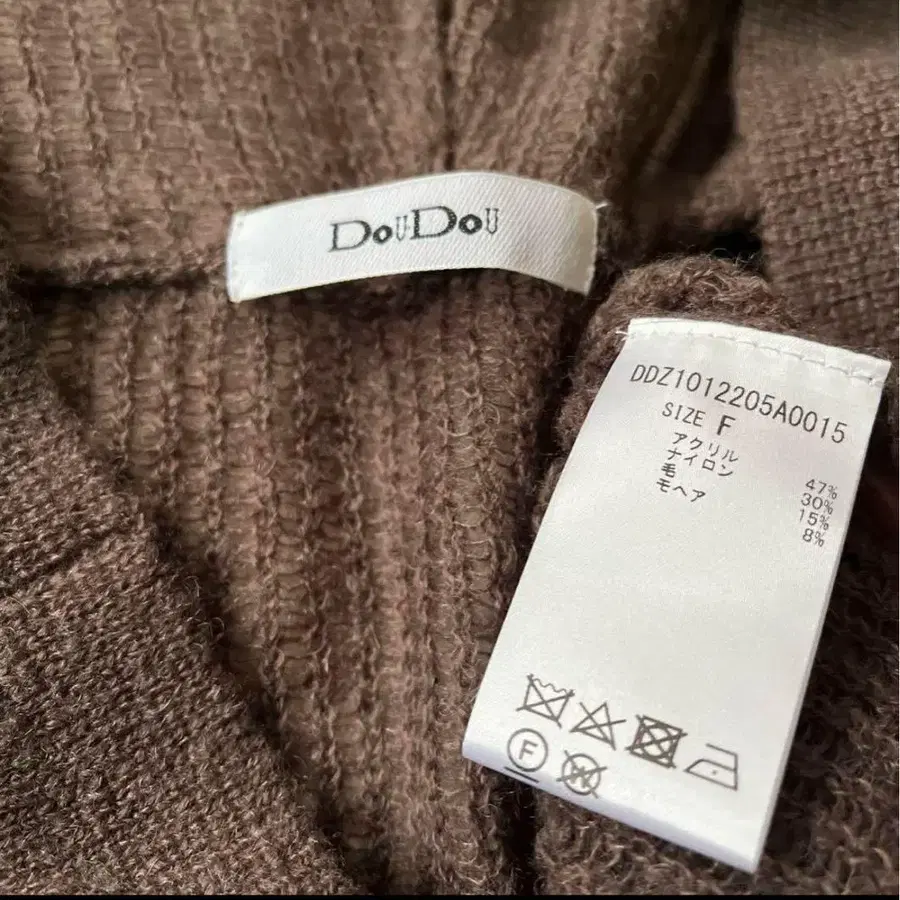 DOUDOU
DDZ1012205A0015
SIZE F
アクリル 47%
ナイロン 30%
毛 15%
モヘア 8%
F
W